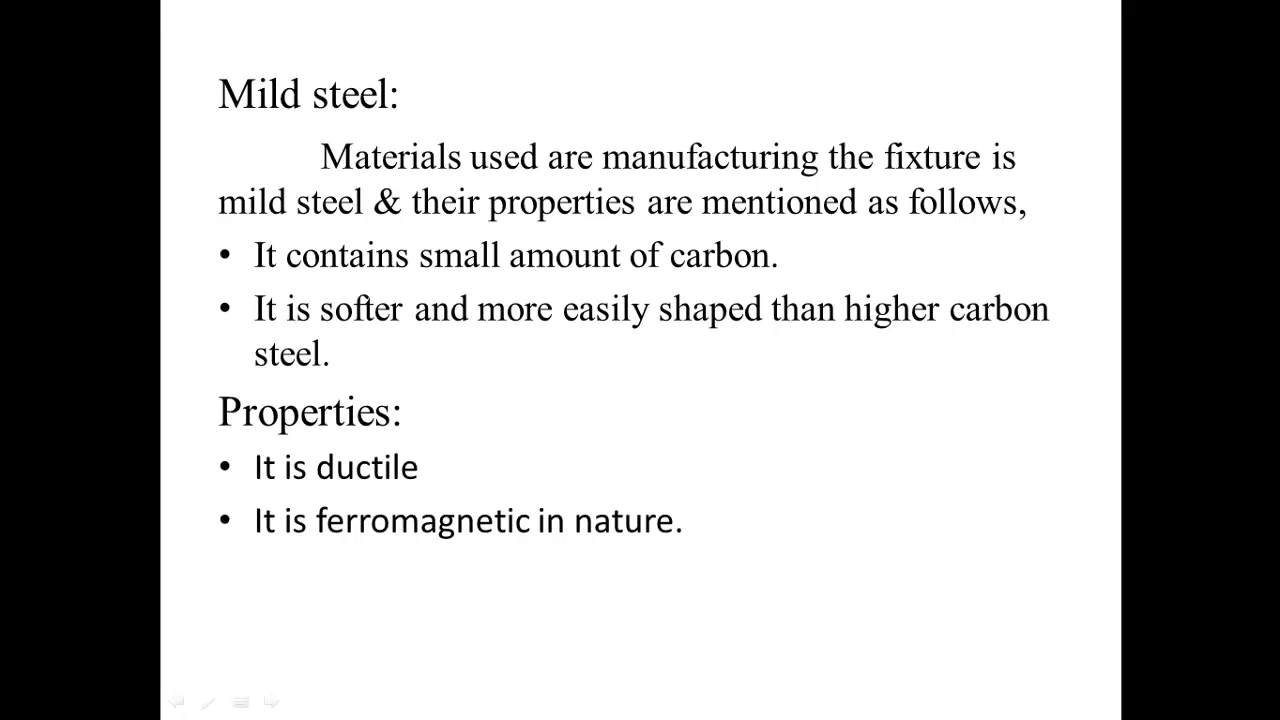 Mild steel:
Materials used are manufacturing the fixture is
mild steel & their properties are mentioned as follows,
• It contains small amount of carbon.
• It is softer and more easily shaped than higher carbon
steel.
Properties:
• It is ductile
• It is ferromagnetic in nature.